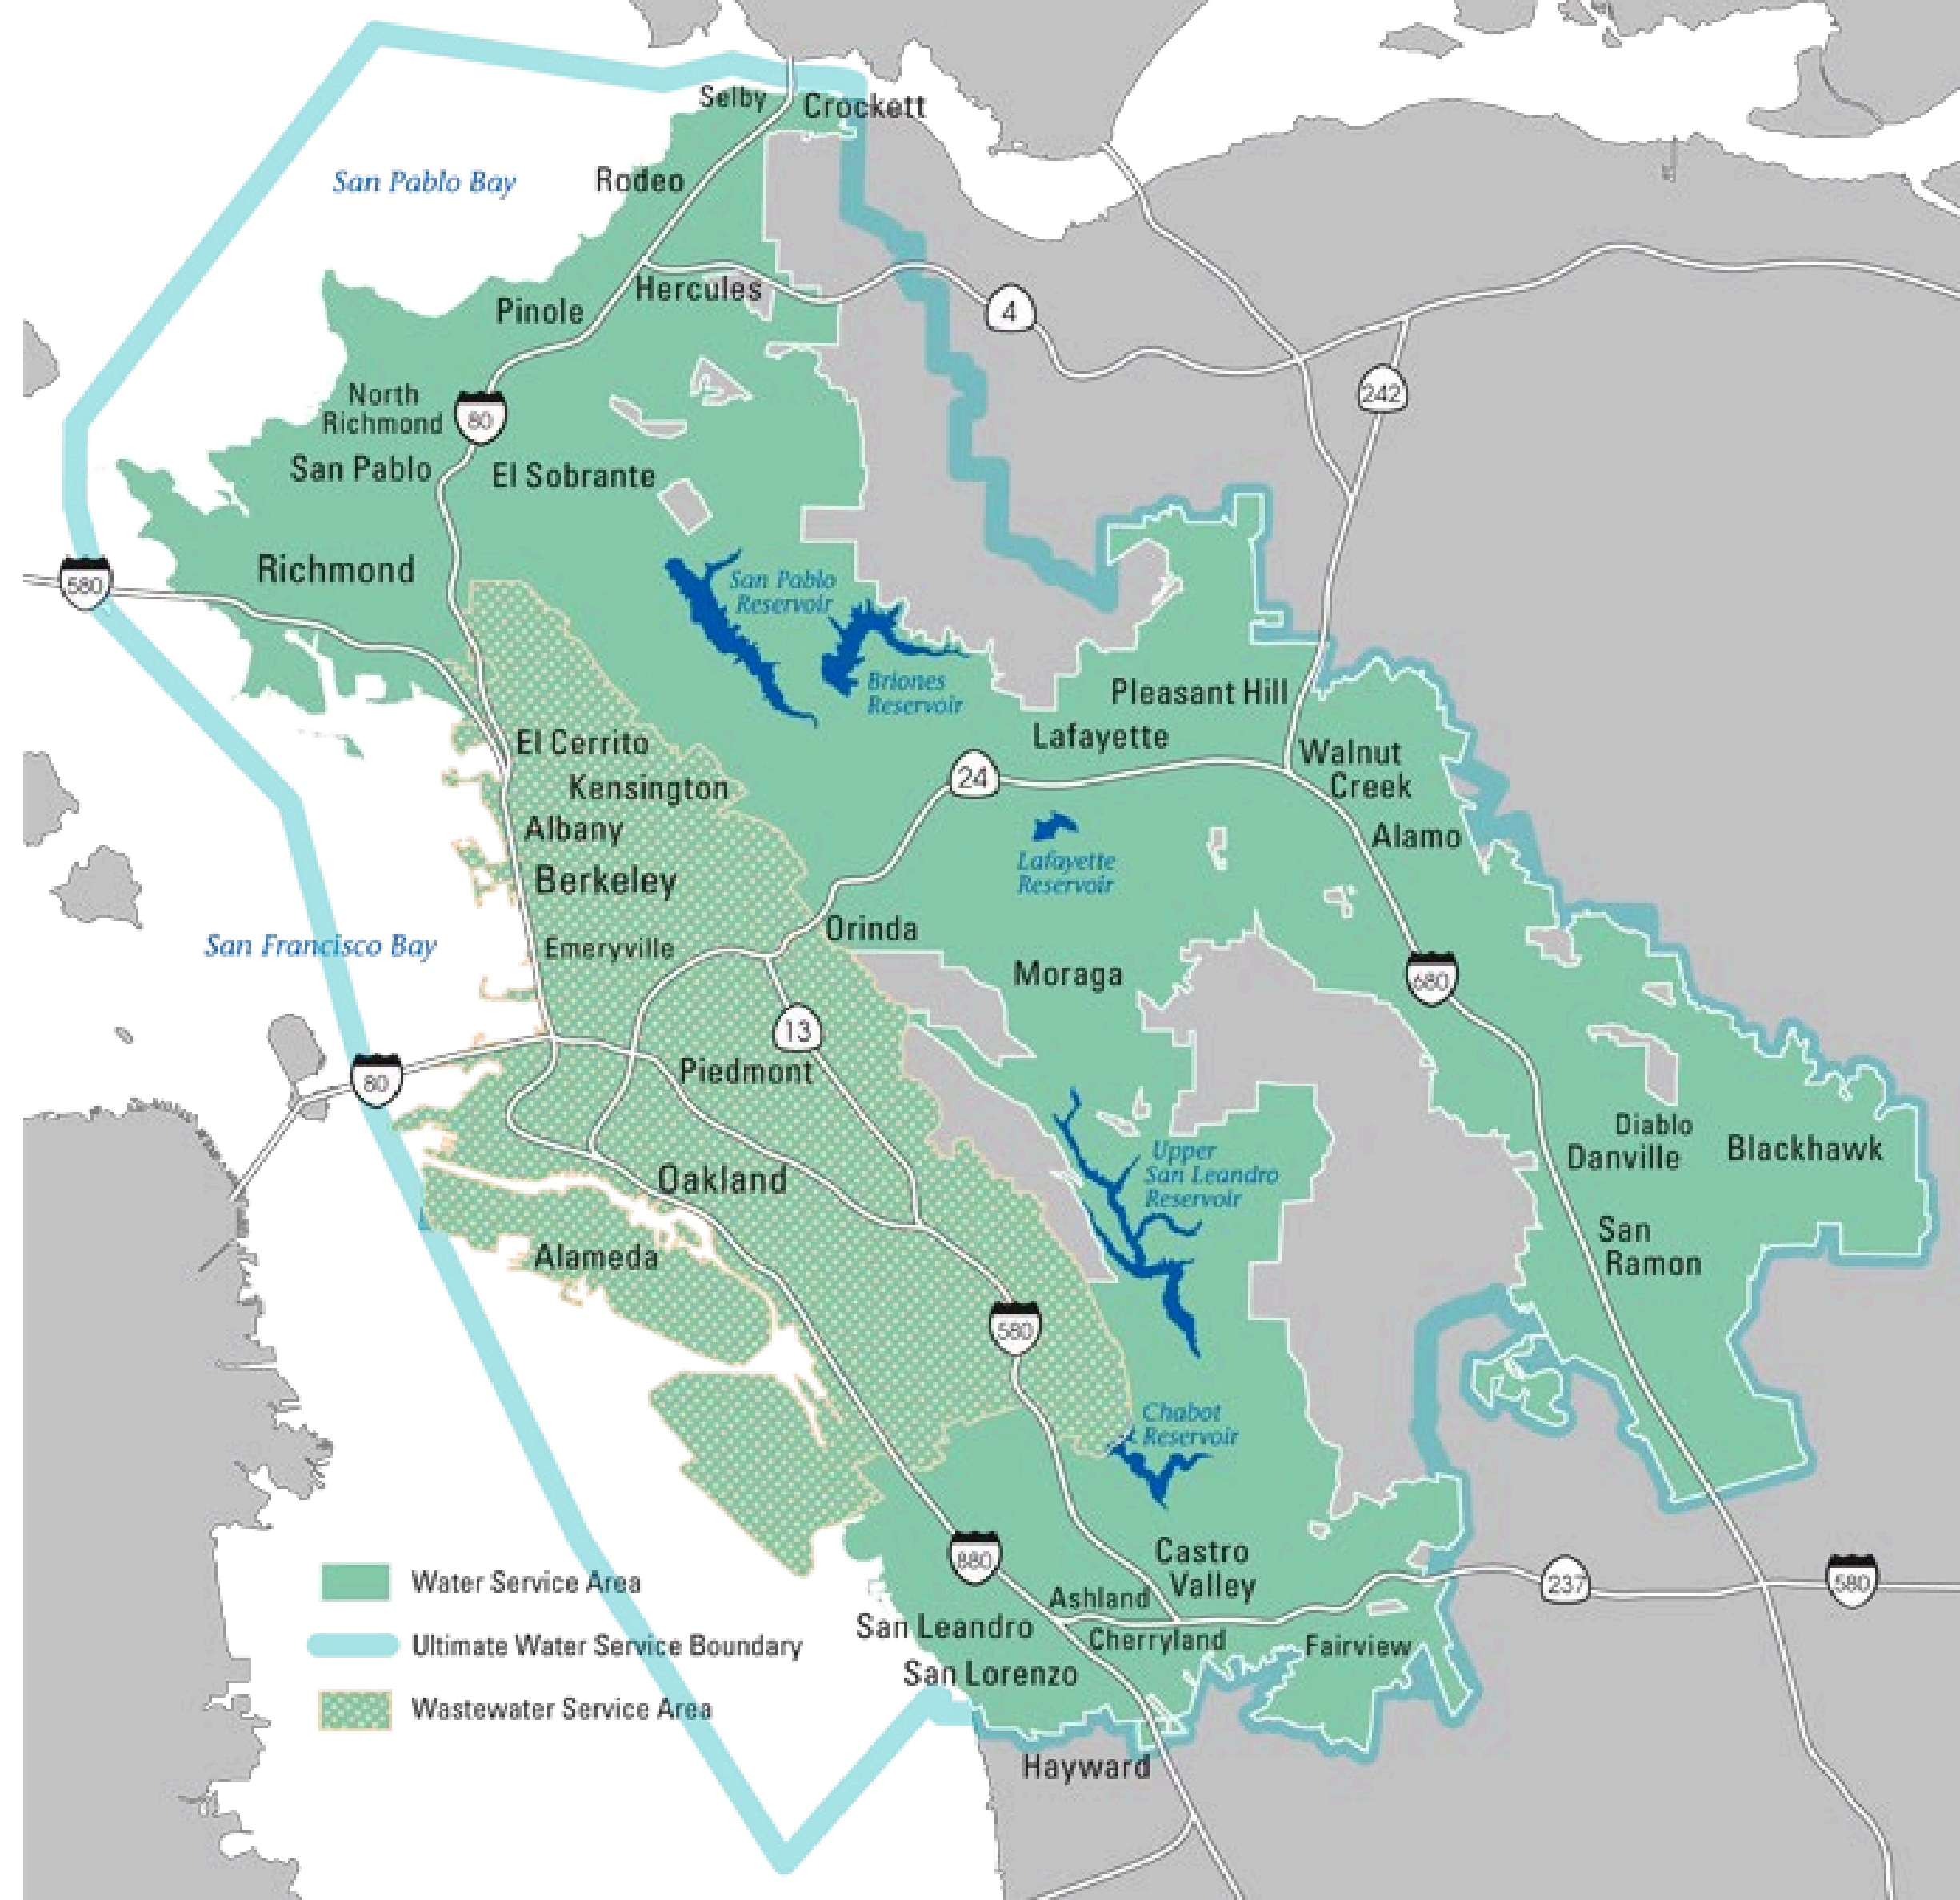 Selby
Crockett
San Pablo Bay
Rodeo
Hercules
Pinole
4
North
Richmond
80
242
San Pablo
El Sobrante
Richmond
580
San Pablo
Reservoir
Briones
Reservoir
Pleasant Hill
Lafayette
El Cerrito
Walnut
Creek
24
Kensington
Albany
Alamo
Lafayette
Reservoir
Berkeley
Orinda
San Francisco Bay
Emeryville
Moraga
680
13
80
Piedmont
Diablo
Danville
Blackhawk
Upper
San Leandro
Reservoir
Oakland
San
Ramon
Alameda
580
Chabot
Reservoir
880
Castro
Valley
237
580
Water Service Area
Ashland
San Leandro
Cherryland
Fairview
Ultimate Water Service Boundary
San Lorenzo
Wastewater Service Area
Hayward